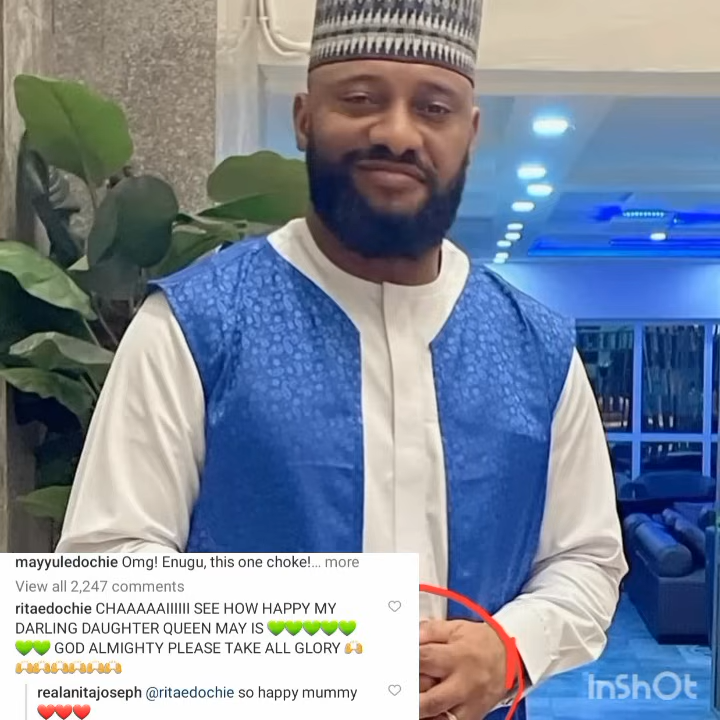 mayyuledochie Omg! Enugu, this one choke!... more
View all 2,247 comments
ritaedochie CHAAAAAIIIIII SEE HOW HAPPY MY
DARLING DAUGHTER QUEEN MAY IS 💚💚💚💚💚
💚💚 GOD ALMIGHTY PLEASE TAKE ALL GLORY 🙌
🙌🙌🙌🙌🙌🙌
realanitajoseph @ritaedochie so happy mummy
❤️❤️❤️
InShOt